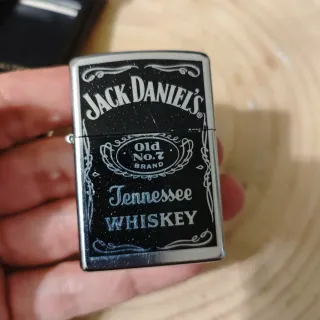 JACK DANIEL'S
Old
No.7
BRAND
Tennessee
WHISKEY